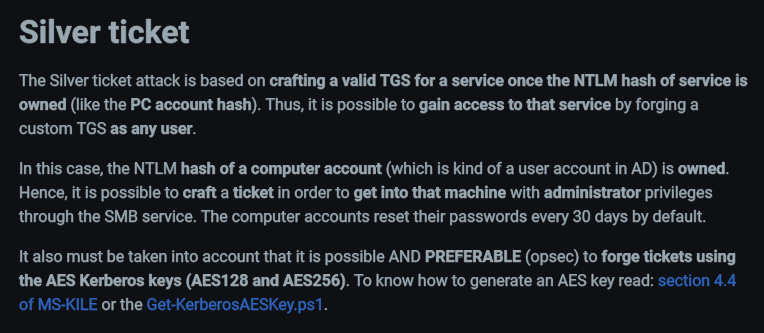 Silver ticket
The Silver ticket attack is based on crafting a valid TGS for a service once the NTLM hash of service is
owned (like the PC account hash). Thus, it is possible to gain access to that service by forging a
custom TGS as any user.
In this case, the NTLM hash of a computer account (which is kind of a user account in AD) is owned.
Hence, it is possible to craft a ticket in order to get into that machine with administrator privileges
through the SMB service. The computer accounts reset their passwords every 30 days by default.
It also must be taken into account that it is possible AND PREFERABLE (opsec) to forge tickets using
the AES Kerberos keys (AES128 and AES256). To know how to generate an AES key read: section 4.4
of MS-KILE or the Get-KerberosAESKey.ps1.